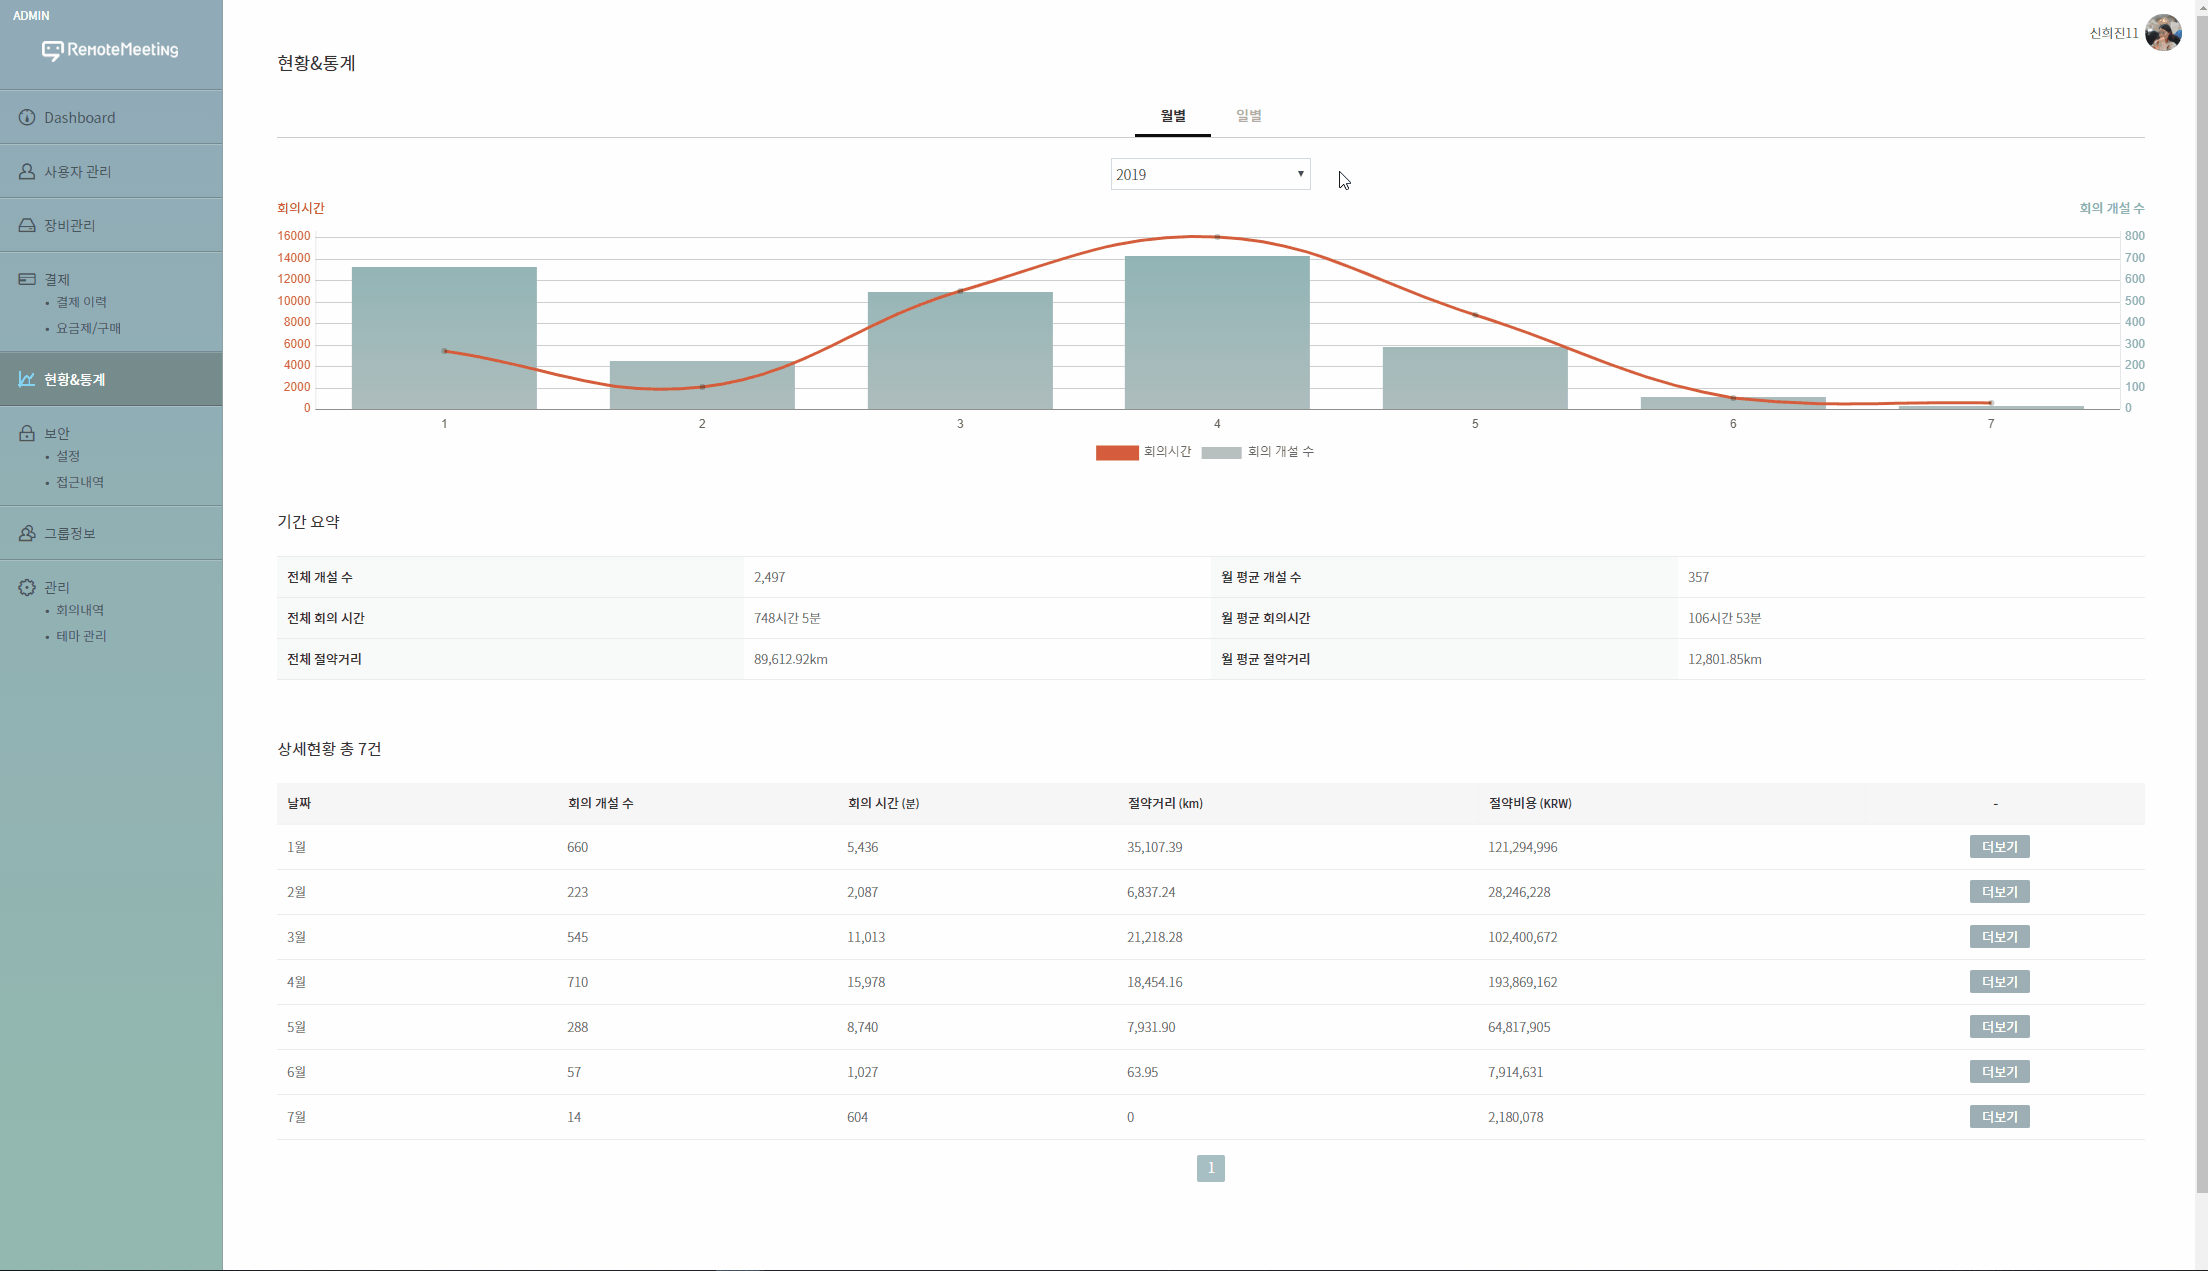 ADMIN
RemoteMeeting
Dashboard
사용자 관리
장비관리
결제
• 결제 이력
• 요금제/구매
현황&통계
보안
• 설정
• 접근내역
그룹정보
관리
• 회의내역
• 테마 관리
신희진11
현황&통계
월별 일별
2019
회의시간 회의 개설 수
16000 800
14000 700
12000 600
10000 500
8000 400
6000 300
4000 200
2000 100
0 0
1 2 3 4 5 6 7
회의시간 회의 개설 수
기간 요약
전체 개설 수 2,497 월 평균 개설 수 357
전체 회의 시간 748시간 5분 월 평균 회의시간 106시간 53분
전체 절약거리 89,612.92km 월 평균 절약거리 12,801.85km
상세현황 총 7건
날짜 회의 개설 수 회의 시간 (분) 절약거리 (km) 절약비용 (KRW) -
1월 660 5,436 35,107.39 121,294,996 더보기
2월 223 2,087 6,837.24 28,246,228 더보기
3월 545 11,013 21,218.28 102,400,672 더보기
4월 710 15,978 18,454.16 193,869,162 더보기
5월 288 8,740 7,931.90 64,817,905 더보기
6월 57 1,027 63.95 7,914,631 더보기
7월 14 604 0 2,180,078 더보기
1